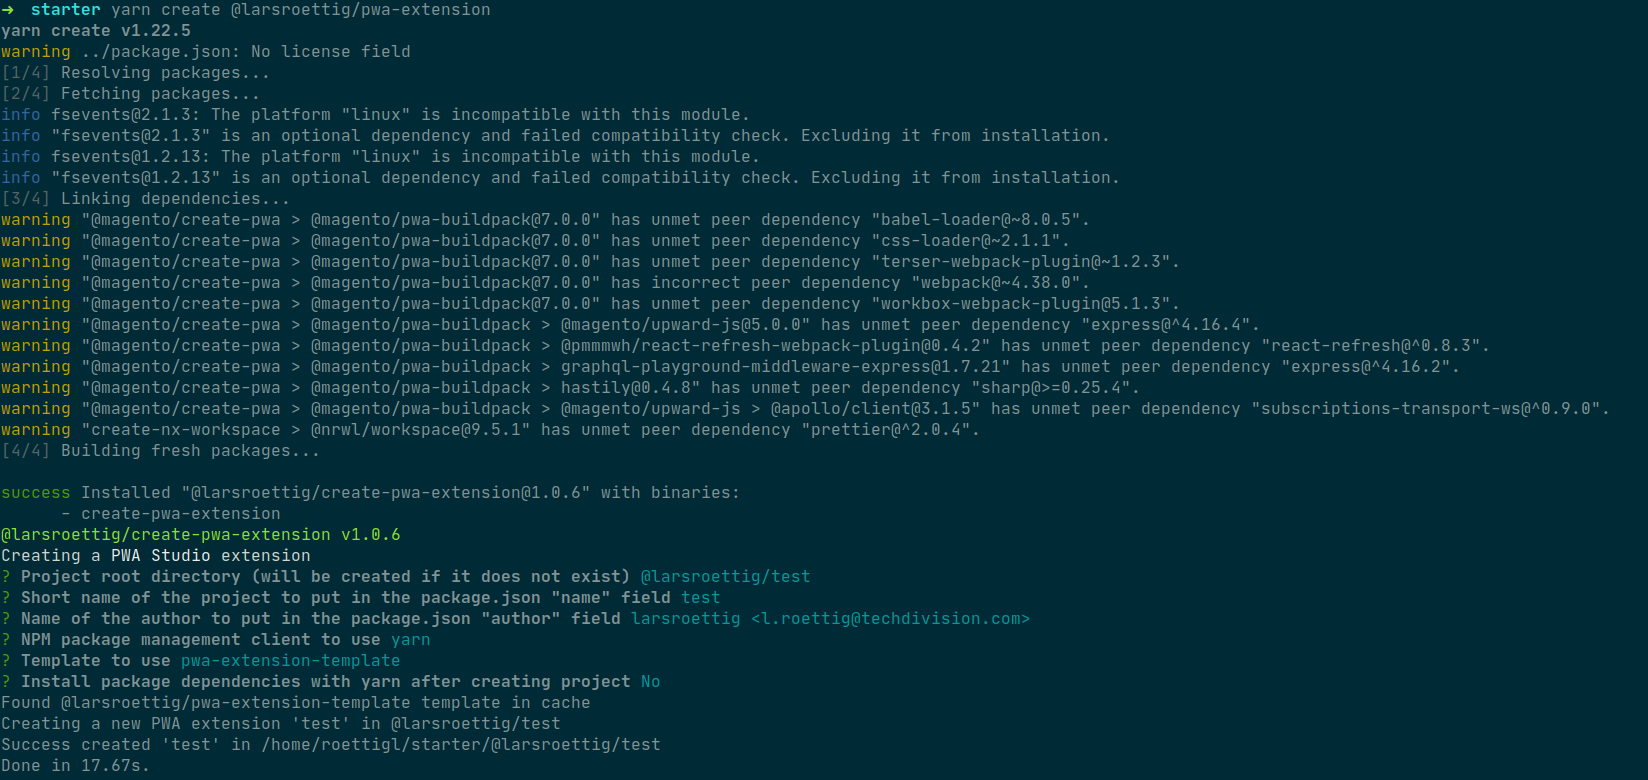 ➜  starter yarn create @larsroettig/pwa-extension
yarn create v1.22.5
warning ../package.json: No license field
[1/4] Resolving packages...
[2/4] Fetching packages...
info fsevents@2.1.3: The platform "linux" is incompatible with this module.
info "fsevents@2.1.3" is an optional dependency and failed compatibility check. Excluding it from installation.
info fsevents@1.2.13: The platform "linux" is incompatible with this module.
info "fsevents@1.2.13" is an optional dependency and failed compatibility check. Excluding it from installation.
[3/4] Linking dependencies...
warning "@magento/create-pwa > @magento/pwa-buildpack@7.0.0" has unmet peer dependency "babel-loader@~8.0.5".
warning "@magento/create-pwa > @magento/pwa-buildpack@7.0.0" has unmet peer dependency "css-loader@~2.1.1".
warning "@magento/create-pwa > @magento/pwa-buildpack@7.0.0" has unmet peer dependency "terser-webpack-plugin@~1.2.3".
warning "@magento/create-pwa > @magento/pwa-buildpack@7.0.0" has incorrect peer dependency "webpack@~4.38.0".
warning "@magento/create-pwa > @magento/pwa-buildpack@7.0.0" has unmet peer dependency "workbox-webpack-plugin@5.1.3".
warning "@magento/create-pwa > @magento/pwa-buildpack > @magento/upward-js@5.0.0" has unmet peer dependency "express@^4.16.4".
warning "@magento/create-pwa > @magento/pwa-buildpack > @pmmmwh/react-refresh-webpack-plugin@0.4.2" has unmet peer dependency "react-refresh@^0.8.3".
warning "@magento/create-pwa > @magento/pwa-buildpack > graphql-playground-middleware-express@1.7.21" has unmet peer dependency "express@^4.16.2".
warning "@magento/create-pwa > @magento/pwa-buildpack > hastily@0.4.8" has unmet peer dependency "sharp@>=0.25.4".
warning "@magento/create-pwa > @magento/pwa-buildpack > @magento/upward-js > @apollo/client@3.1.5" has unmet peer dependency "subscriptions-transport-ws@^0.9.0".
warning "create-nx-workspace > @nrwl/workspace@9.5.1" has unmet peer dependency "prettier@^2.0.4".
[4/4] Building fresh packages...
success Installed "@larsroettig/create-pwa-extension@1.0.6" with binaries:
      - create-pwa-extension
@larsroettig/create-pwa-extension v1.0.6
Creating a PWA Studio extension
? Project root directory (will be created if it does not exist) @larsroettig/test
? Short name of the project to put in the package.json "name" field test
? Name of the author to put in the package.json "author" field larsroettig <l.roettig@techdivision.com>
? NPM package management client to use yarn
? Template to use pwa-extension-template
? Install package dependencies with yarn after creating project No
Found @larsroettig/pwa-extension-template template in cache
Creating a new PWA extension 'test' in @larsroettig/test
Success created 'test' in /home/roettigl/starter/@larsroettig/test
Done in 17.67s.